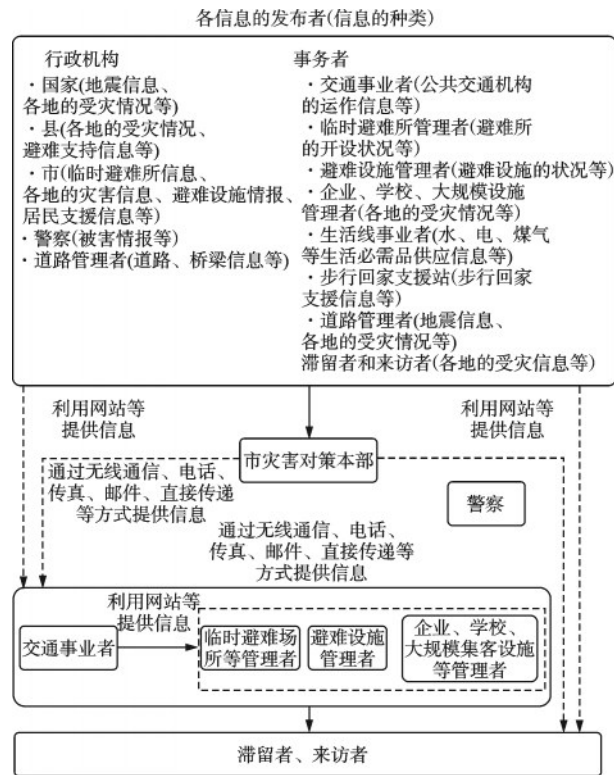 各信息的发布者(信息的种类)
行政机构
·国家(地震信息、
各地的受灾情况等)
·县(各地的受灾情况、
避难支持信息等)
·市(临时避难所信息、
各地的灾害信息、避难设施情报、
居民支援信息等)
·警察(被害情报等)
·道路管理者(道路、桥梁信息等)
事务者
·交通事业者(公共交通机构
的运作信息等)
·临时避难所管理者(避难所
的开设状况等)
·避难设施管理者(避难设施的状况等)
·企业、学校、大规模设施
管理者(各地的受灾情况等)
·生活线事业者(水、电、煤气
等生活必需品供应信息等)
·步行回家支援站(步行回家
支援信息等)
·道路管理者(地震信息、
各地的受灾情况等)
滞留者和来访者(各地的受灾信息等)
利用网站等
提供信息
利用网站等
提供信息
市灾害对策本部
通过无线通信、电话、
传真、邮件、直接传递
等方式提供信息
警察
通过无线通信、电话、
传真、邮件、直接传递等
方式提供信息
利用网站等
提供信息
交通事业者
临时避难场
所等管理者
避难设施
管理者
企业、学校、
大规模集客设施
等管理者
滞留者、来访者